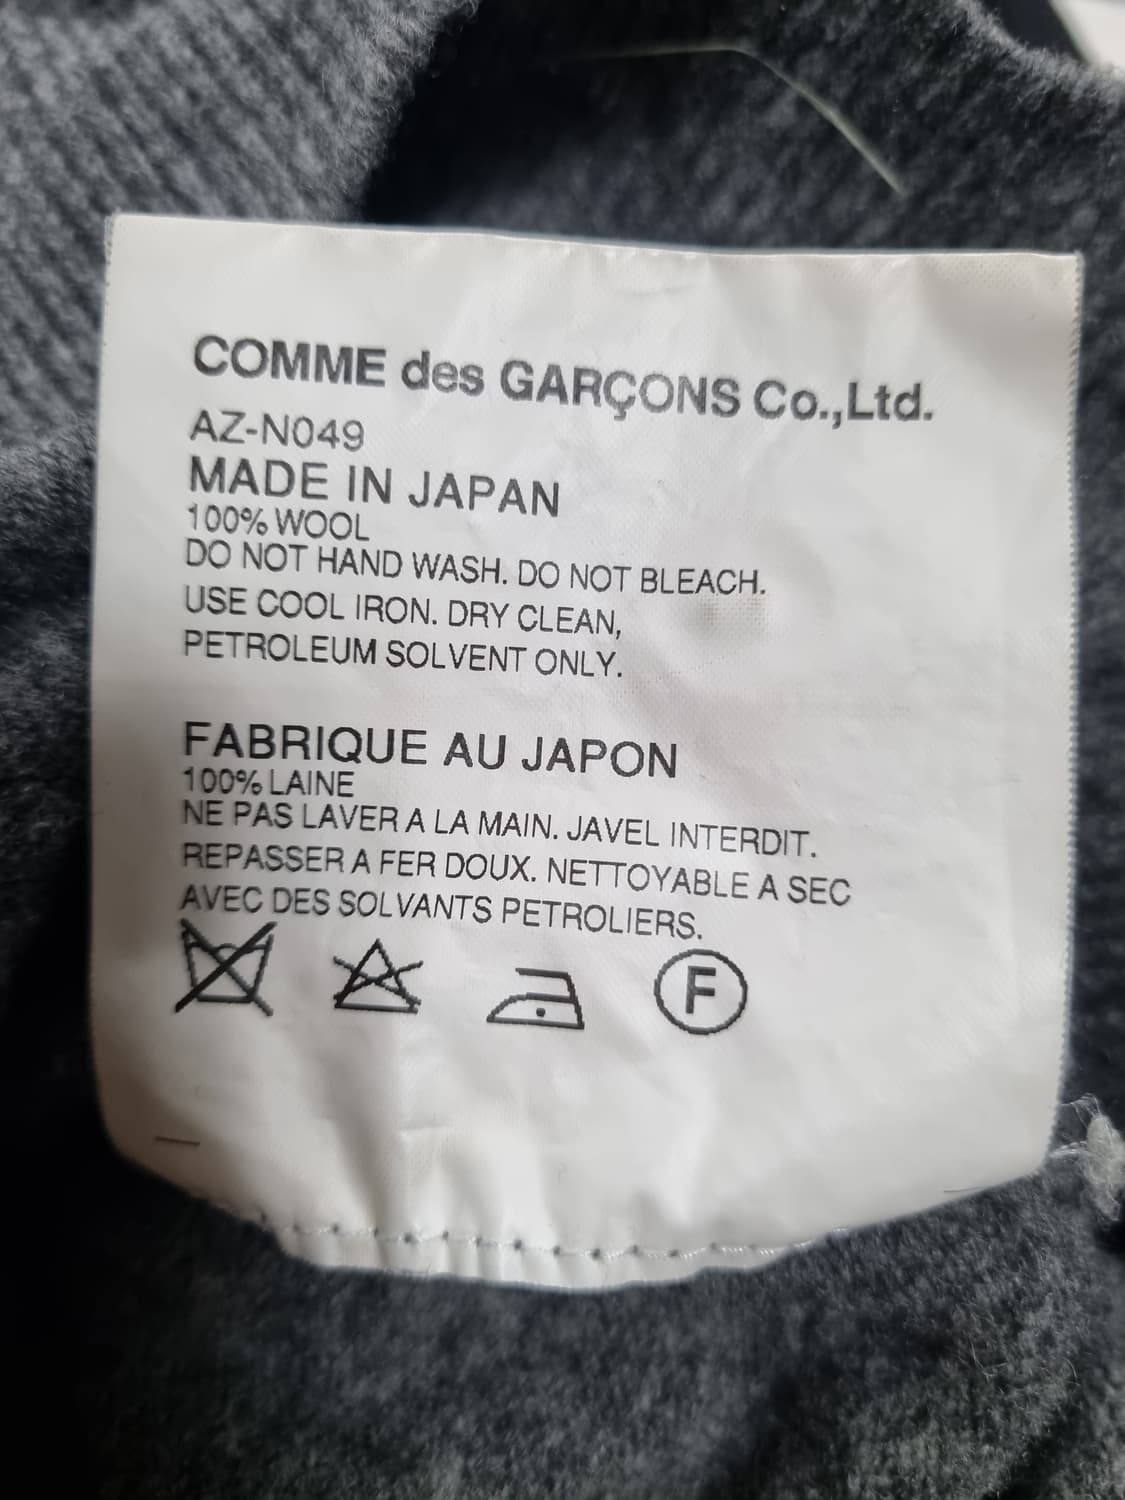 COMME des GARÇONS Co.,Ltd.
AZ-N049
MADE IN JAPAN
100% WOOL
DO NOT HAND WASH. DO NOT BLEACH.
USE COOL IRON. DRY CLEAN,
PETROLEUM SOLVENT ONLY.
FABRIQUE AU JAPON
100% LAINE
NE PAS LAVER A LA MAIN. JAVEL INTERDIT.
REPASSER A FER DOUX. NETTOYABLE A SEC
AVEC DES SOLVANTS PETROLIERS.
F